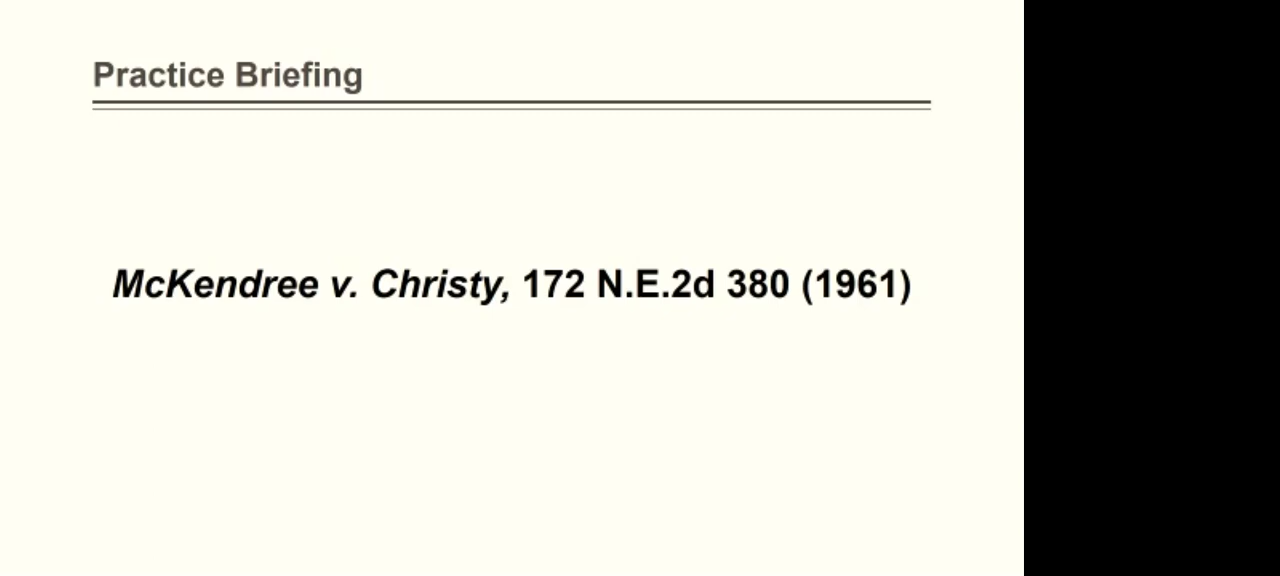 Practice Briefing
McKendree v. Christy, 172 N.E.2d 380 (1961)